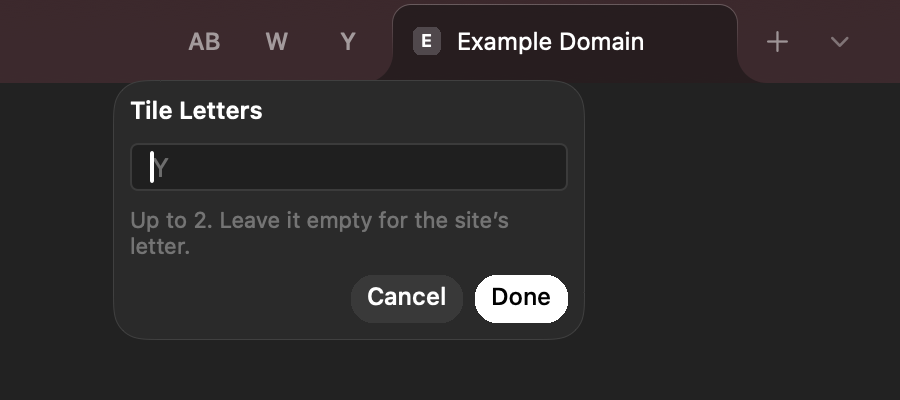 AB W Y E Example Domain
Tile Letters
Y
Up to 2. Leave it empty for the site’s
letter.
Cancel Done